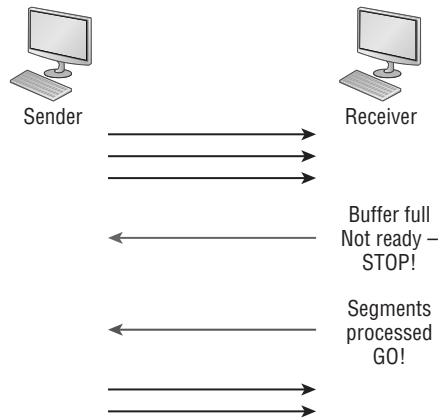 Sender
Receiver
Buffer full
Not ready –
STOP!
Segments
processed
GO!